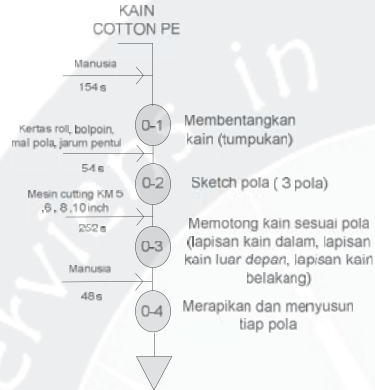 KAIN
COTTON PE
Manusia
154 s
0-1
Membentangkan
kain (tumpukan)
Kertas roll, bolpoin,
mal pola, jarum pentul
54 s
0-2
Sketch pola ( 3 pola)
Mesin cutting KM 5
,6 , 8 ,10 inch
252 s
0-3
Memotong kain sesuai pola
(lapisan kain dalam, lapisan
kain luar depan, lapisan kain
belakang)
Manusia
48 s
0-4
Merapikan dan menyusun
tiap pola